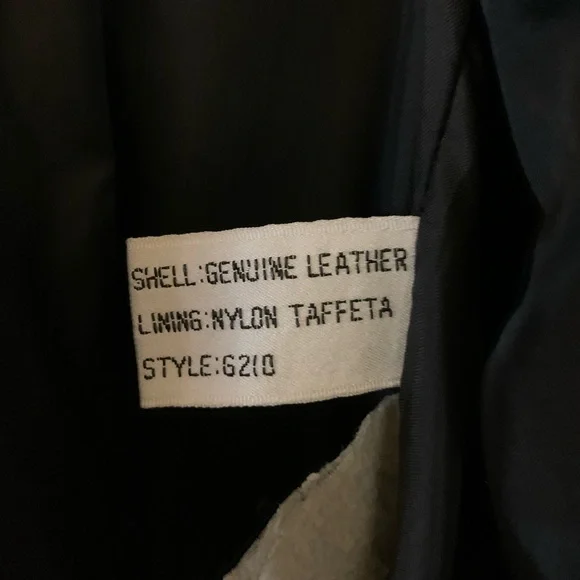 SHELL:GENUINE LEATHER
LINING:NYLON TAFFETA
STYLE:6210